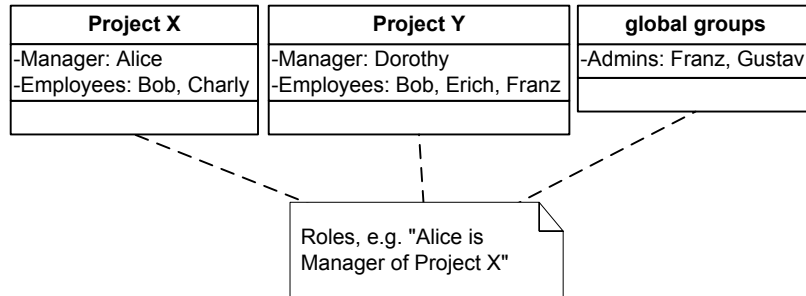 Project X
-Manager: Alice
-Employees: Bob, Charly
Project Y
-Manager: Dorothy
-Employees: Bob, Erich, Franz
global groups
-Admins: Franz, Gustav
Roles, e.g. "Alice is
Manager of Project X"